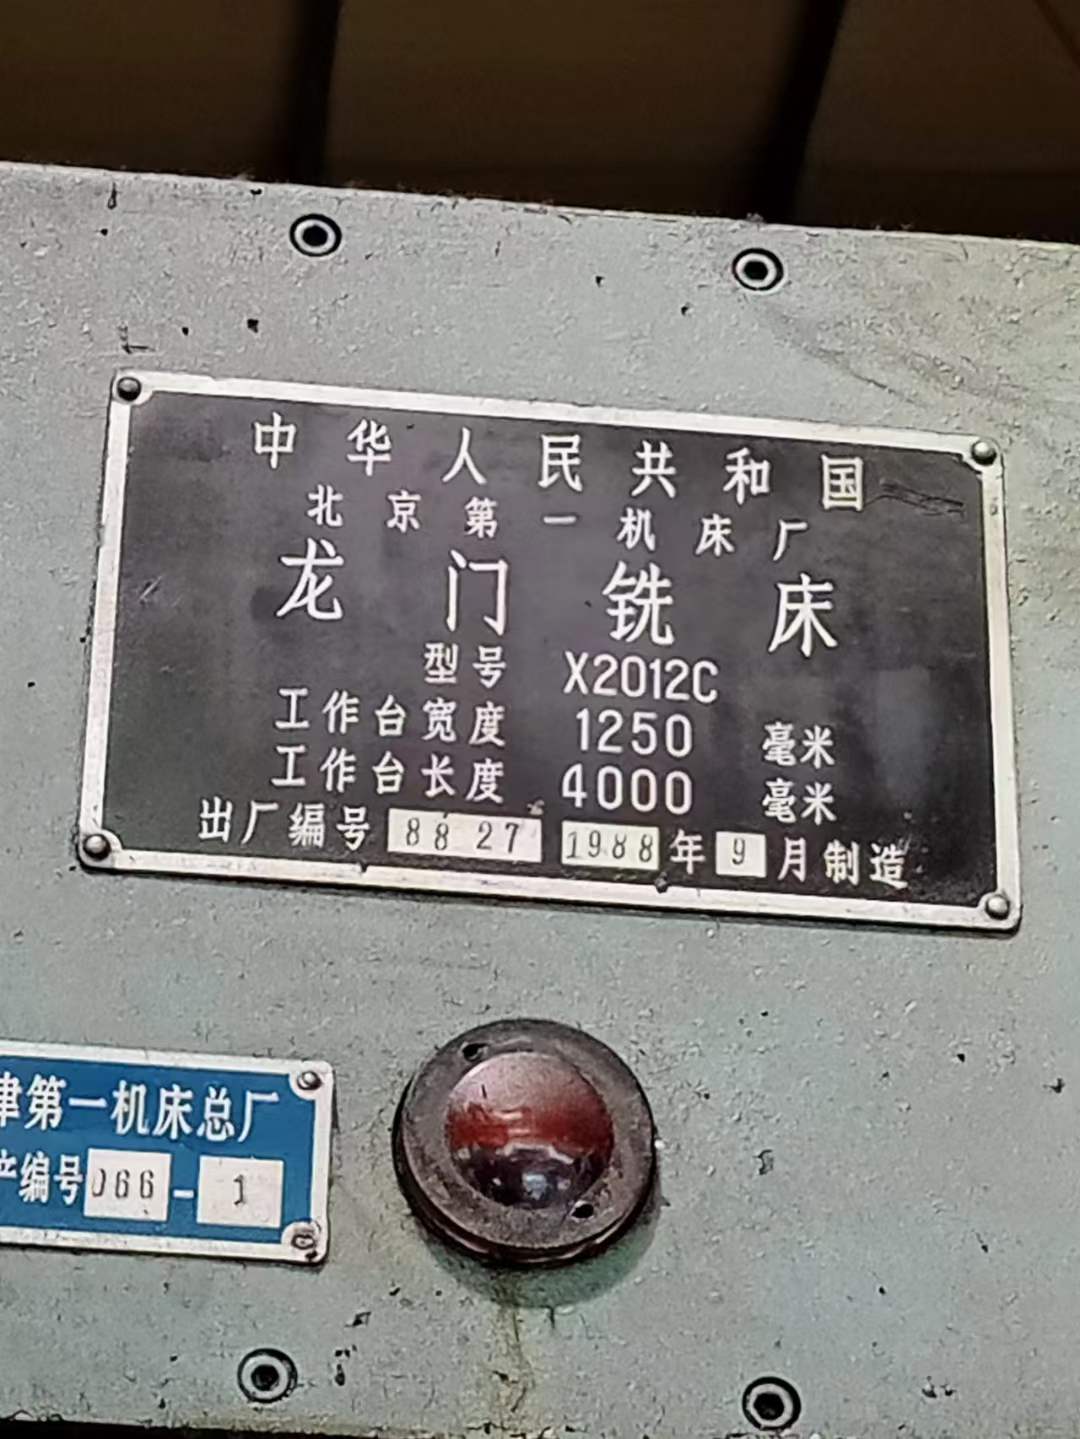 中华人民共和国
北京第一机床厂
龙门铣床
型号 X2012C
工作台宽度 1250 毫米
工作台长度 4000 毫米
出厂编号 88 27 1988 年 9 月制造
津第一机床总厂
产编号 066 - 1